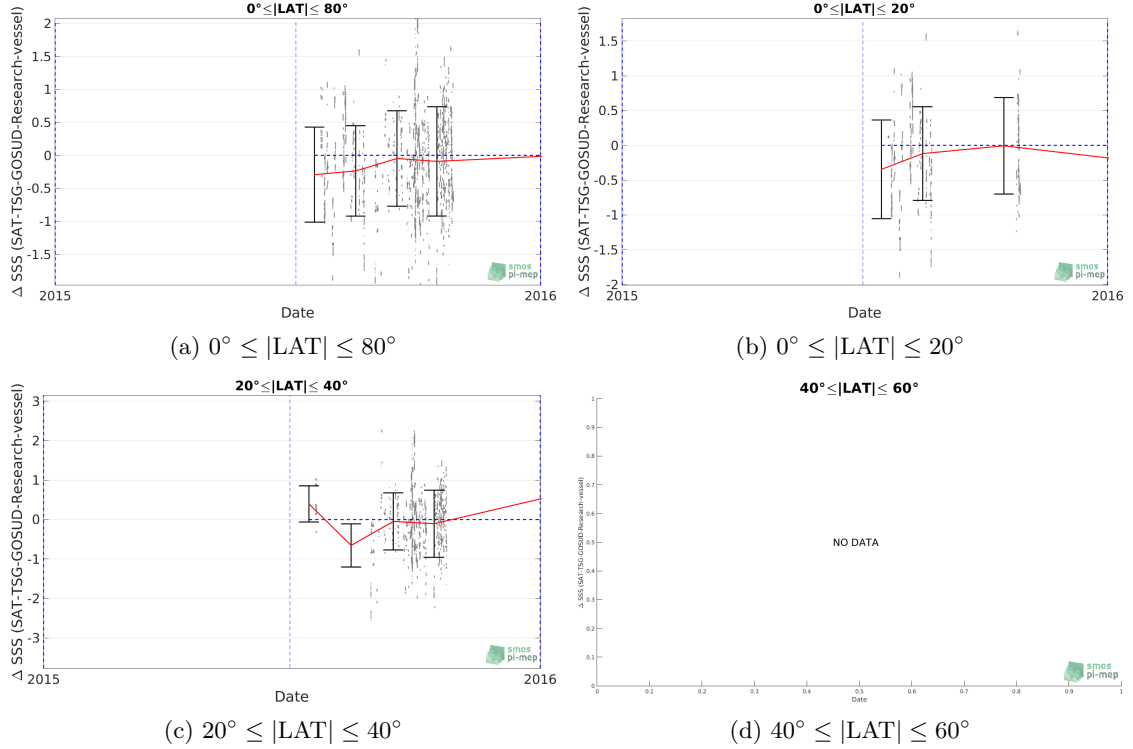 0°≤|LAT|≤ 80°
Δ SSS (SAT-TSG-GOSUD-Research-vessel)
2
1.5
1
0.5
0
-0.5
-1
-1.5
smos
pi-mep
2015
2016
Date
(a) 0° ≤ |LAT| ≤ 80°
0°≤|LAT|≤ 20°
Δ SSS (SAT-TSG-GOSUD-Research-vessel)
1.5
1
0.5
0
-0.5
-1
-1.5
-2
smos
pi-mep
2015
2016
Date
(b) 0° ≤ |LAT| ≤ 20°
20°≤|LAT|≤ 40°
Δ SSS (SAT-TSG-GOSUD-Research-vessel)
3
2
1
0
-1
-2
-3
smos
pi-mep
2015
2016
Date
(c) 20° ≤ |LAT| ≤ 40°
40°≤|LAT|≤ 60°
Δ SSS (SAT-TSG-GOSUD-Research-vessel)
1
0.9
0.8
0.7
0.6
0.5
0.4
0.3
0.2
0.1
0
NO DATA
smos
pi-mep
0 0.1 0.2 0.3 0.4 0.5 0.6 0.7 0.8 0.9 1
Date
(d) 40° ≤ |LAT| ≤ 60°